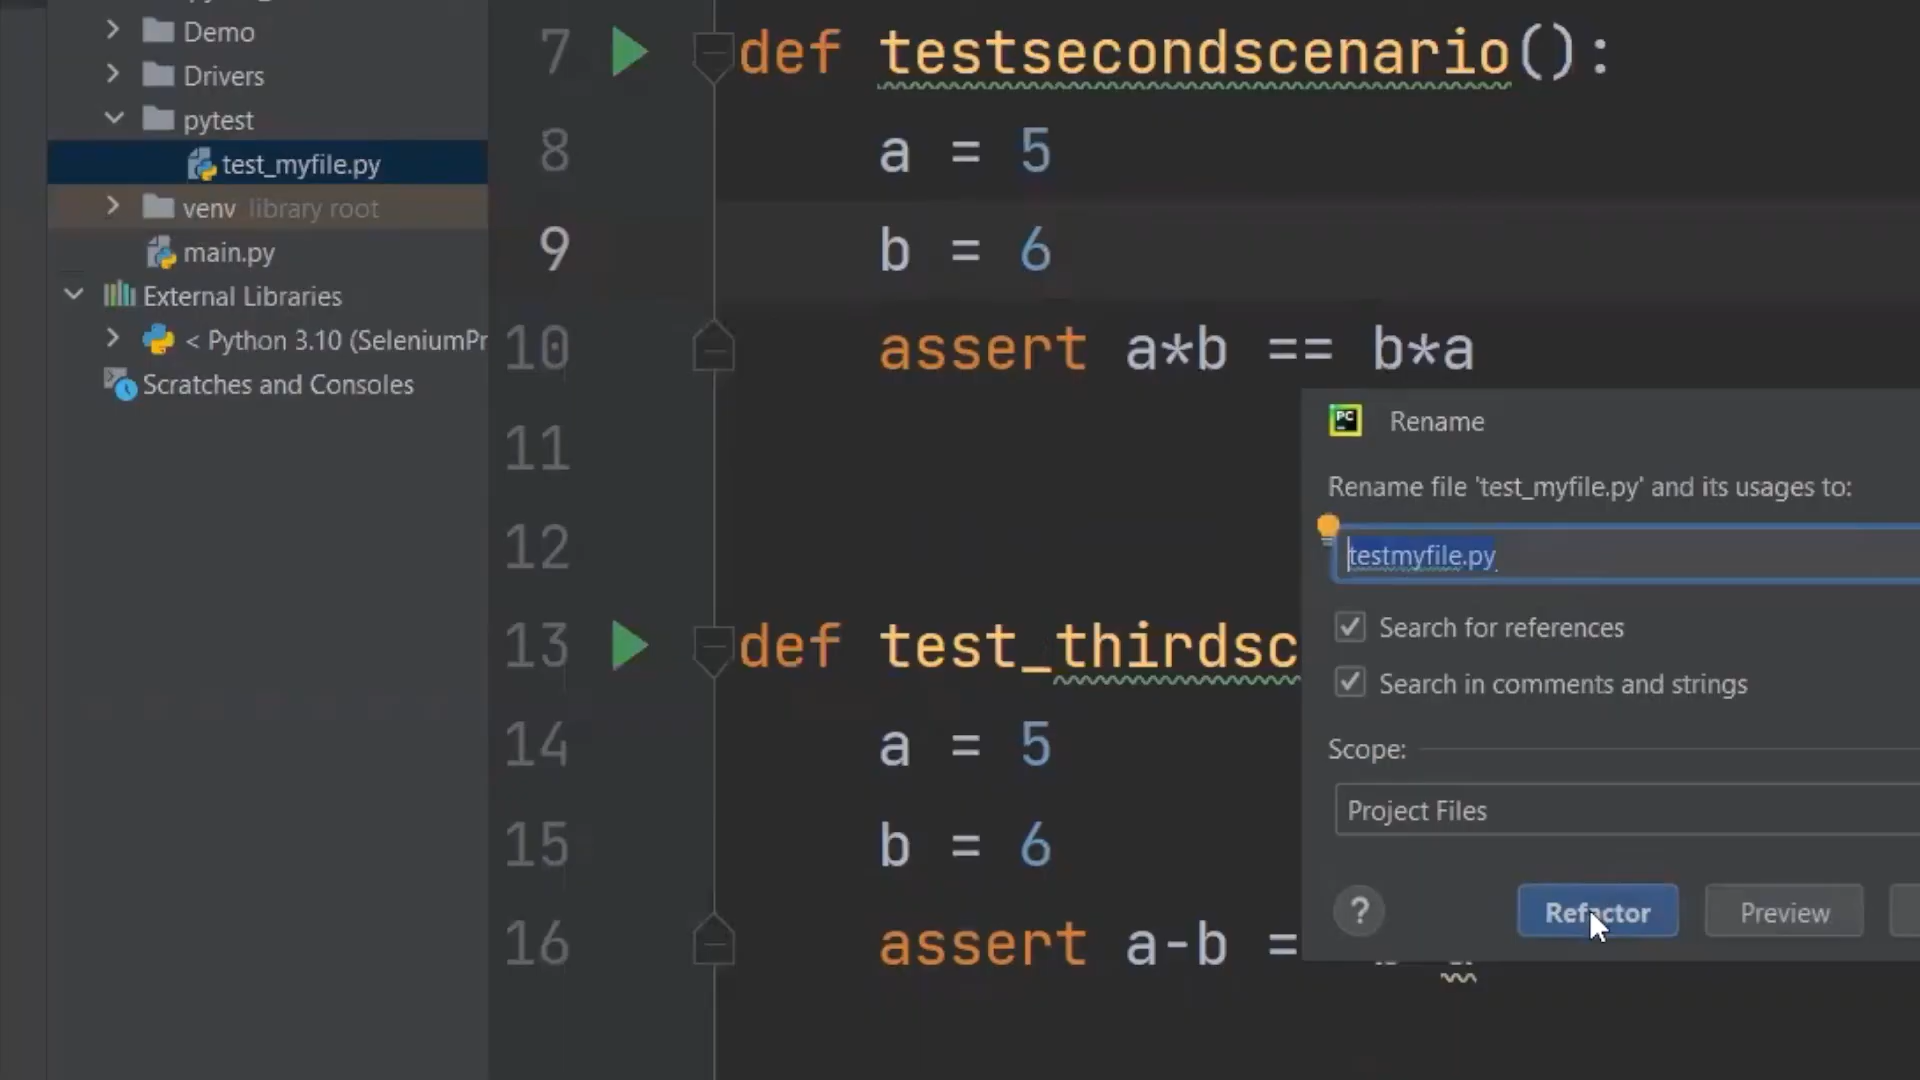 Demo
Drivers
pytest
test_myfile.py
venv library root
main.py
External Libraries
< Python 3.10 (SeleniumPr
Scratches and Consoles
7 def testsecondscenario():
8 a = 5
9 b = 6
10 assert a*b == b*a
11
12
13 def test_thirdsc
14 a = 5
15 b = 6
16 assert a-b =
PC Rename
Rename file 'test_myfile.py' and its usages to:
testmyfile.py
Search for references
Search in comments and strings
Scope:
Project Files
? Refactor Preview